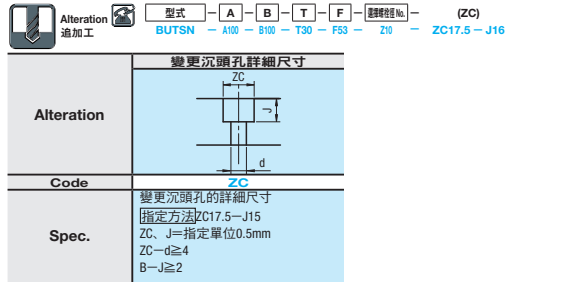 Alteration 型式 － A － B － T － F － 選擇螺栓徑 No. － (ZC)
追加工 BUTSN － A100 － B100 － T30 － F53 － Z10 － ZC17.5－J16
變更沉頭孔詳細尺寸
ZC
J
d
Alteration
Code ZC
變更沉頭孔的詳細尺寸
指定方法ZC17.5－J15
Spec.
ZC、J＝指定單位0.5mm
ZC－d≧4
B－J≧2